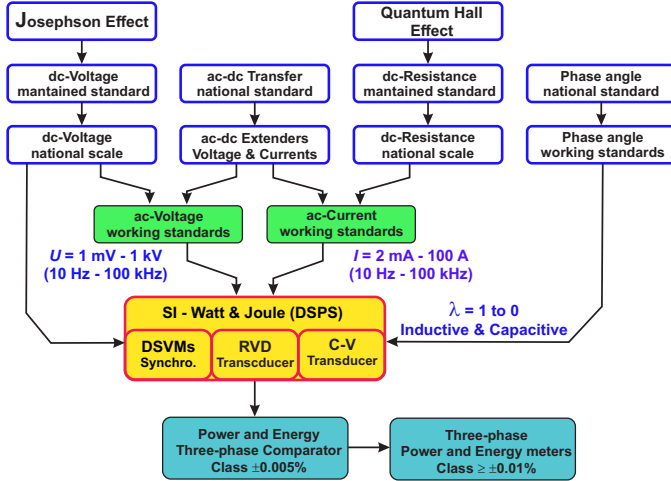 Josephson Effect
Quantum Hall
Effect
dc-Voltage
mantained standard
ac-dc Transfer
national standard
dc-Resistance
mantained standard
Phase angle
national standard
dc-Voltage
national scale
ac-dc Extenders
Voltage & Currents
dc-Resistance
national scale
Phase angle
working standards
ac-Voltage
working standards
ac-Current
working standards
U = 1 mV - 1 kV
(10 Hz - 100 kHz)
I = 2 mA - 100 A
(10 Hz - 100 kHz)
SI - Watt & Joule (DSPS)
λ = 1 to 0
Inductive & Capacitive
DSVMs
Synchro.
RVD
Transcducer
C-V
Transducer
Power and Energy
Three-phase Comparator
Class ±0.005%
Three-phase
Power and Energy meters
Class ≥ ±0.01%